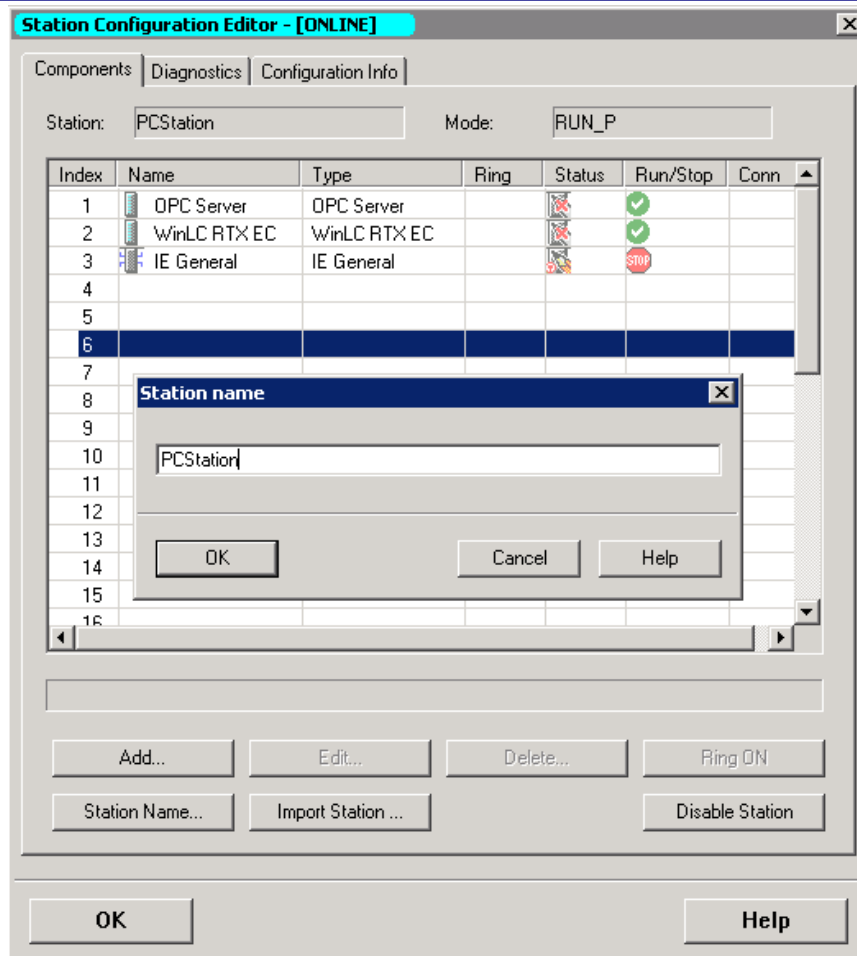 Station Configuration Editor - [ONLINE]
Components Diagnostics Configuration Info
Station: PCStation Mode: RUN_P
Index Name Type Ring Status Run/Stop Conn
1 OPC Server OPC Server
2 WinLC RTX EC WinLC RTX EC
3 IE General IE General STOP
4
5
6
7
Station name
8
9
10 PCStation
11
12
13
OK Cancel Help
14
15
16
Add... Edit... Delete... Ring ON
Station Name... Import Station ... Disable Station
OK Help